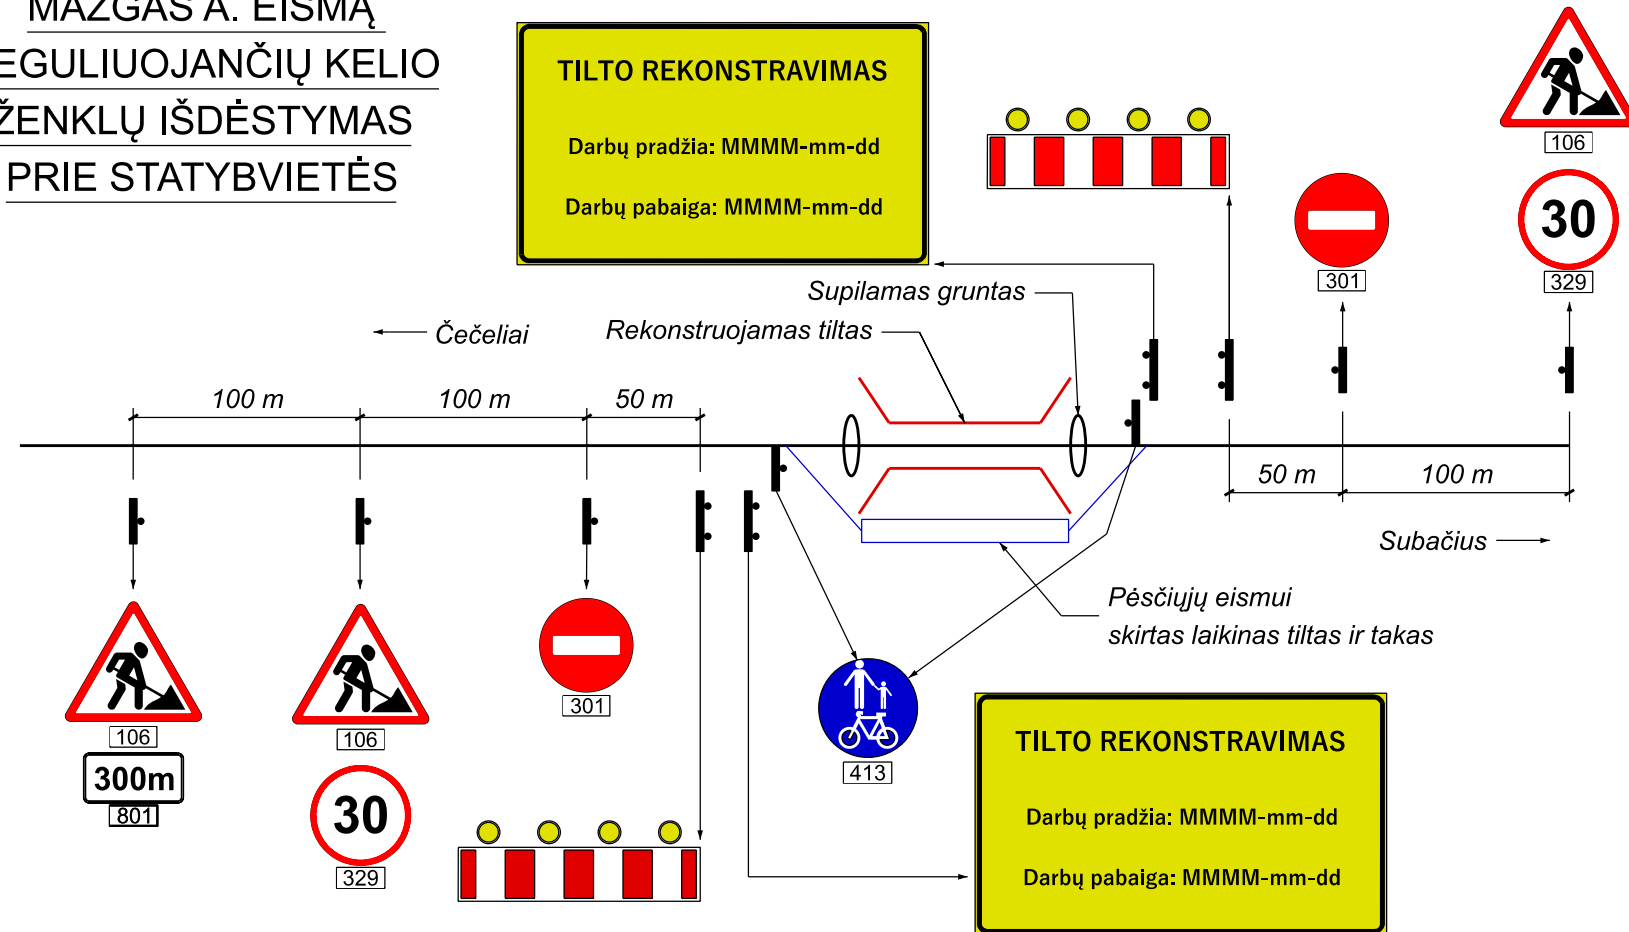 MAZGAS A. EISMĄ
EGULIUOJANČIŲ KELIO
ŽENKLŲ IŠDĖSTYMAS
PRIE STATYBVIETĖS
TILTO REKONSTRAVIMAS
Darbų pradžia: MMMM-mm-dd
Darbų pabaiga: MMMM-mm-dd
106
30
329
301
Supilamas gruntas
Rekonstruojamas tiltas
Čečeliai
100 m
100 m
50 m
50 m
100 m
Subačius
Pėsčiųjų eismui
skirtas laikinas tiltas ir takas
106
300m
801
106
30
329
301
413
TILTO REKONSTRAVIMAS
Darbų pradžia: MMMM-mm-dd
Darbų pabaiga: MMMM-mm-dd